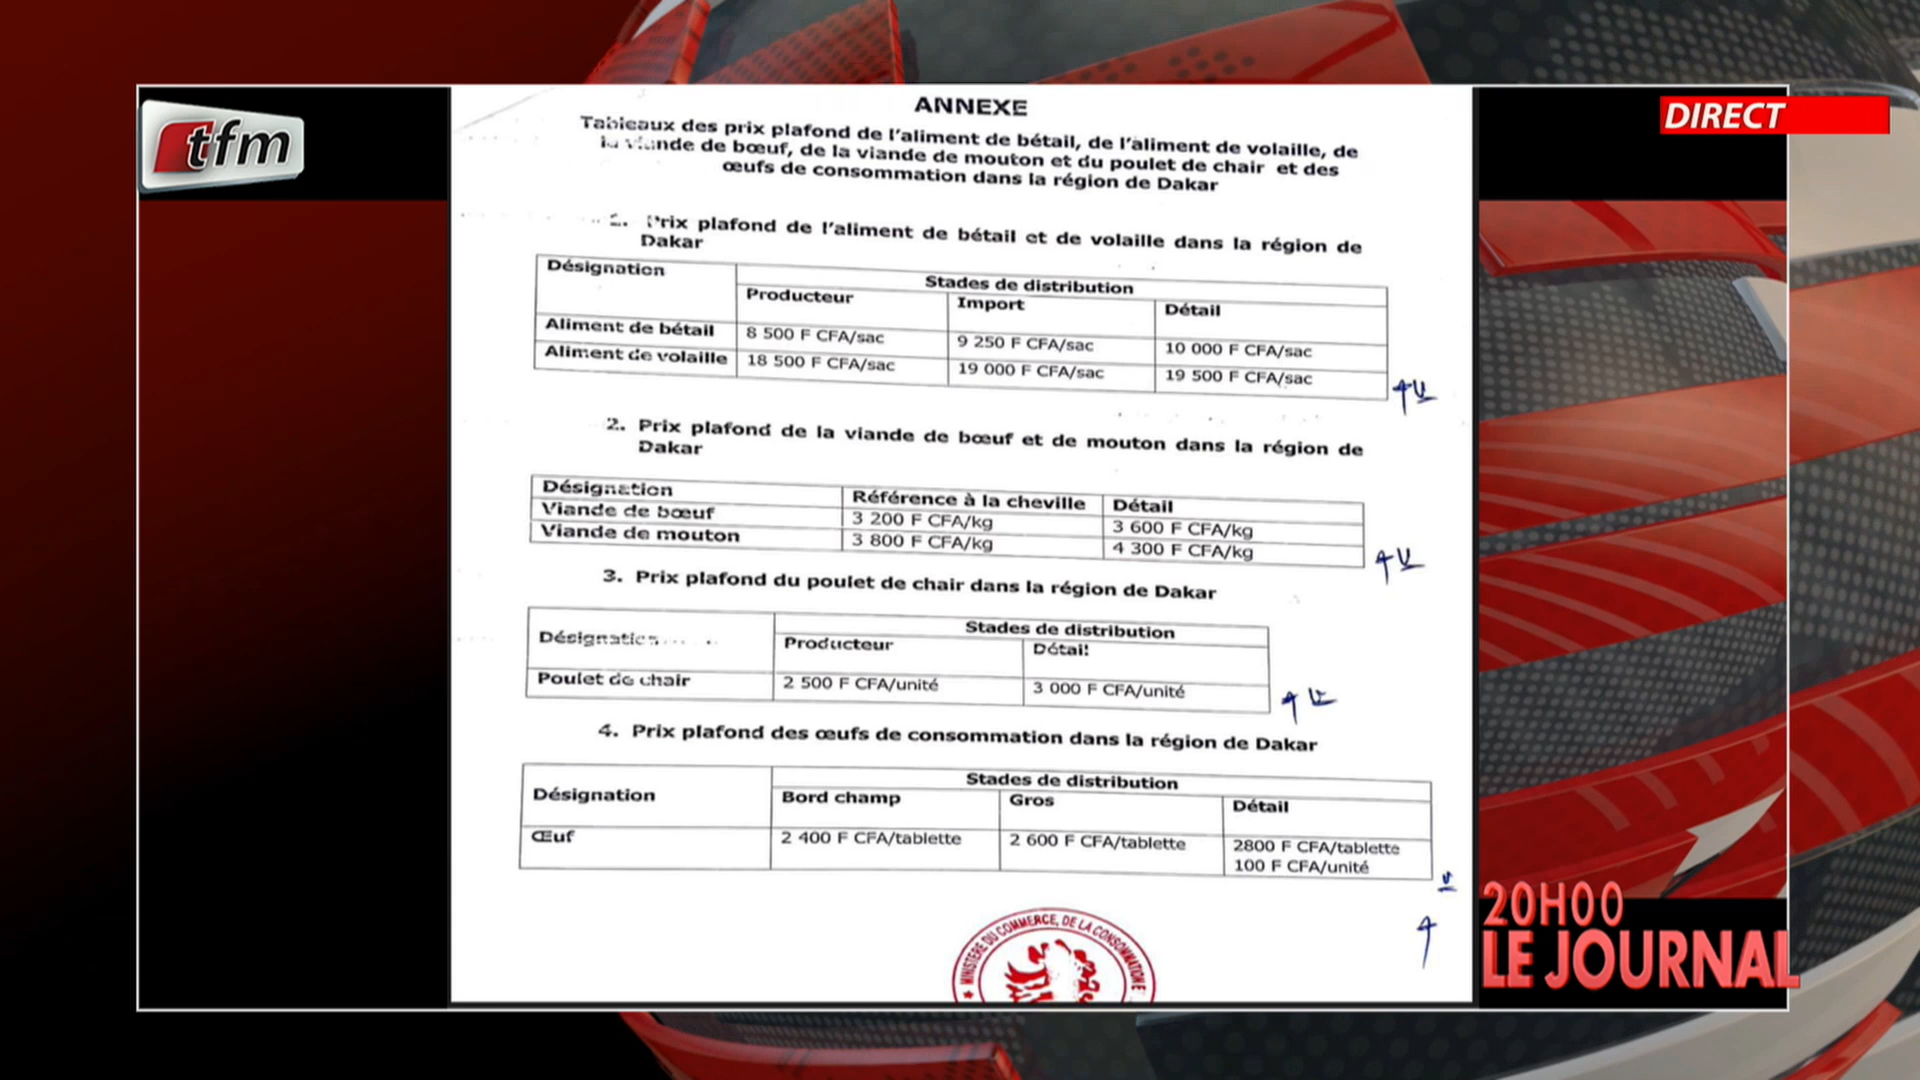 tfm
DIRECT
ANNEXE
Tableaux des prix plafond de l'aliment de bétail, de l'aliment de volaille, de
la viande de bœuf, de la viande de mouton et du poulet de chair et des
œufs de consommation dans la région de Dakar
Prix plafond de l'aliment de bétail et de volaille dans la région de
Dakar
Désignation Stades de distribution
Producteur Import Détail
Aliment de bétail 8 500 F CFA/sac 9 250 F CFA/sac 10 000 F CFA/sac
Aliment de volaille 18 500 F CFA/sac 19 000 F CFA/sac 19 500 F CFA/sac
2. Prix plafond de la viande de bœuf et de mouton dans la région de
Dakar
Désignation Référence à la cheville Détail
Viande de bœuf 3 200 F CFA/kg 3 600 F CFA/kg
Viande de mouton 3 800 F CFA/kg 4 300 F CFA/kg
3. Prix plafond du poulet de chair dans la région de Dakar
Stades de distribution
Désignation Producteur Détail
Poulet de chair 2 500 F CFA/unité 3 000 F CFA/unité
4. Prix plafond des œufs de consommation dans la région de Dakar
Stades de distribution
Désignation Bord champ Gros Détail
Œuf 2 400 F CFA/tablette 2 600 F CFA/tablette 2800 F CFA/tablette
100 F CFA/unité
MINISTERE DU COMMERCE, DE LA CONSOMMATION
20H00
LE JOURNAL